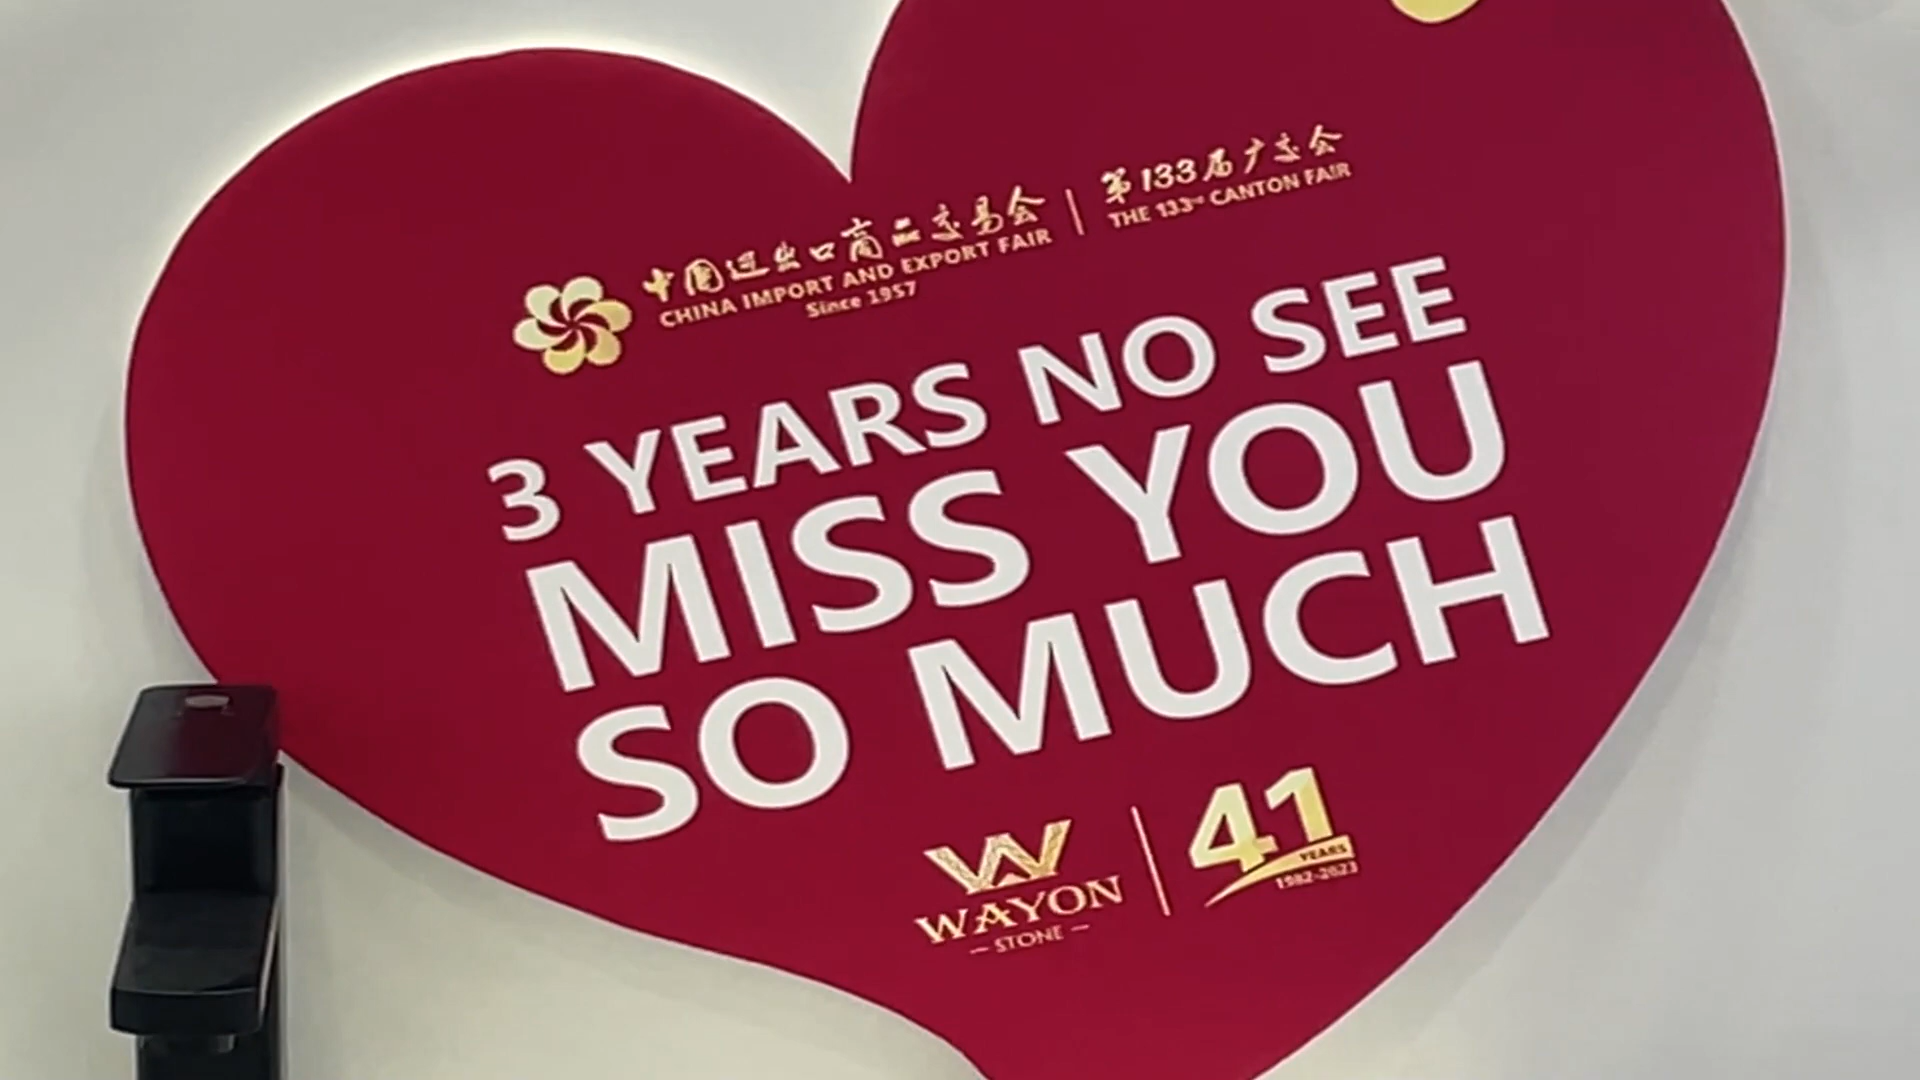 中国进出口商品交易会
CHINA IMPORT AND EXPORT FAIR
Since 1957
第133届广交会
THE 133rd CANTON FAIR
3 YEARS NO SEE
MISS YOU
SO MUCH
WAYON
STONE
41
YEARS
1982-2023